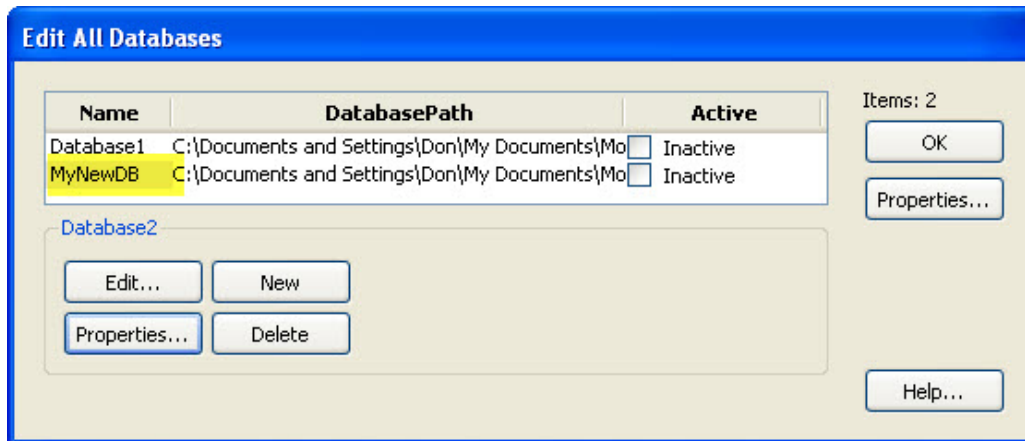 Edit All Databases
Name DatabasePath Active
Database1 C:\Documents and Settings\Don\My Documents\Mo Inactive
MyNewDB C:\Documents and Settings\Don\My Documents\Mo Inactive
Database2
Edit... New
Properties... Delete
Items: 2
OK
Properties...
Help...